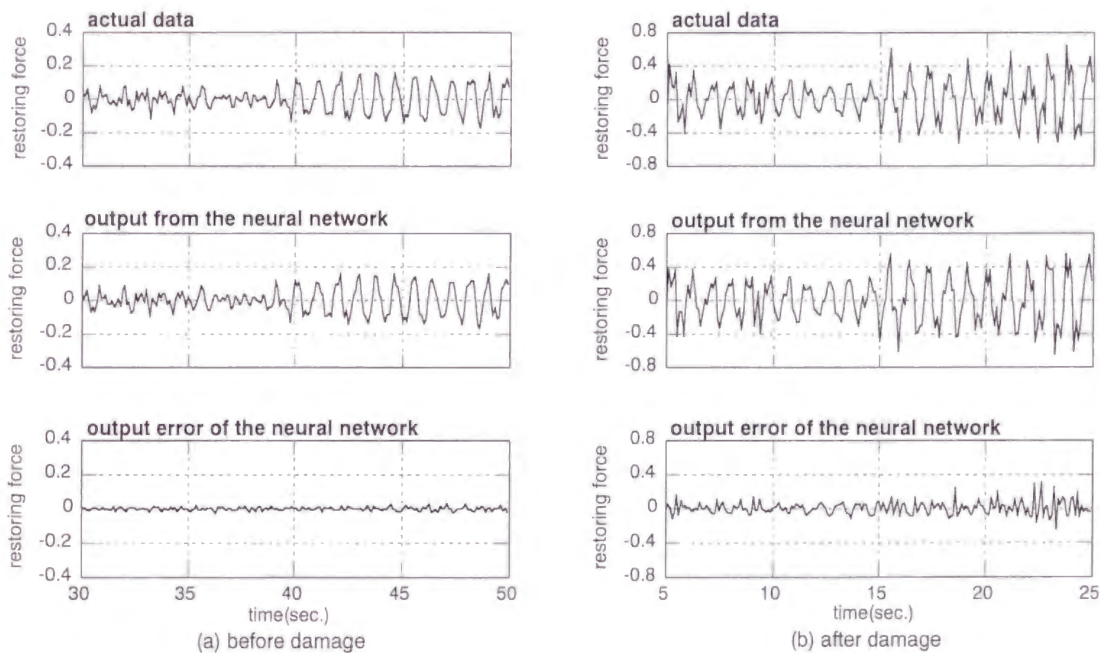 actual data
restoring force
0.4
0.2
0
-0.2
-0.4
output from the neural network
restoring force
0.4
0.2
0
-0.2
-0.4
output error of the neural network
restoring force
0.4
0.2
0
-0.2
-0.4
30
35
40
45
50
time(sec.)
(a) before damage
actual data
restoring force
0.8
0.4
0
-0.4
-0.8
output from the neural network
restoring force
0.8
0.4
0
-0.4
-0.8
output error of the neural network
restoring force
0.8
0.4
0
-0.4
-0.8
5
10
15
20
25
time(sec.)
(b) after damage